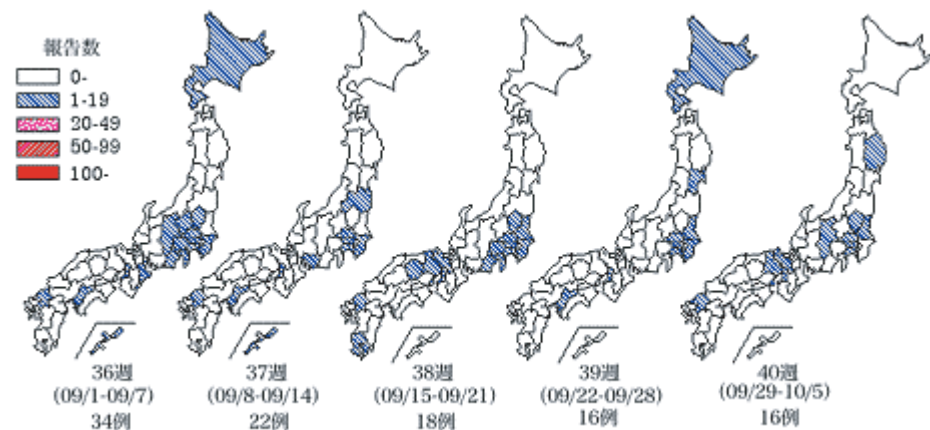 報告数
0-
1-19
20-49
50-99
100-
36週
(09/1-09/7)
34例
37週
(09/8-09/14)
22例
38週
(09/15-09/21)
18例
39週
(09/22-09/28)
16例
40週
(09/29-10/5)
16例